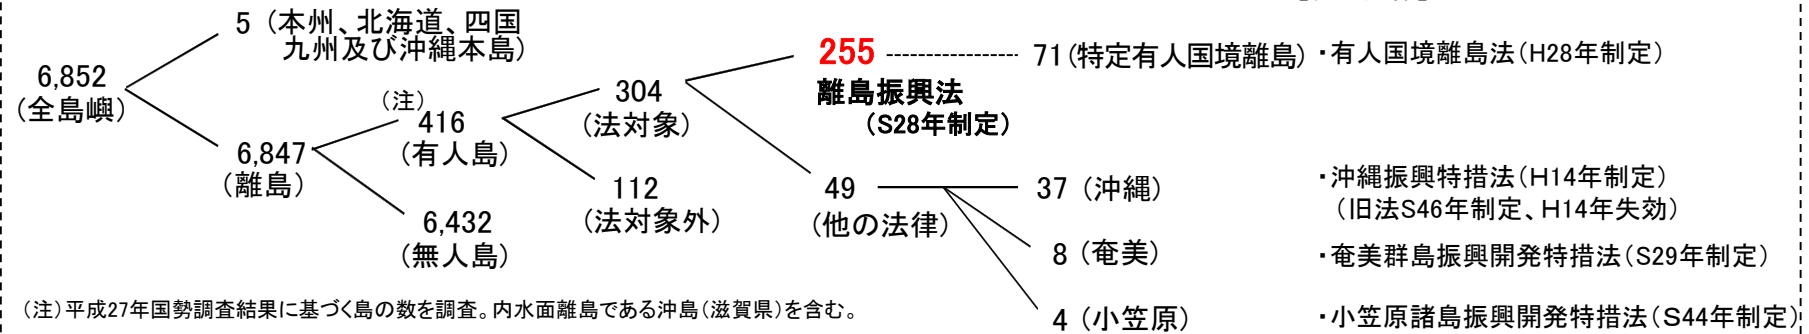 5 (本州、北海道、四国
九州及び沖縄本島)
6,852
(全島嶼)
6,847
(離島)
(注)
416
(有人島)
6,432
(無人島)
304
(法対象)
112
(法対象外)
255
離島振興法
(S28年制定)
71(特定有人国境離島)
・有人国境離島法(H28年制定)
49
(他の法律)
37 (沖縄)
・沖縄振興特措法(H14年制定)
(旧法S46年制定、H14年失効)
8 (奄美)
・奄美群島振興開発特措法(S29年制定)
4 (小笠原)
・小笠原諸島振興開発特措法(S44年制定)
(注)平成27年国勢調査結果に基づく島の数を調査。内水面離島である沖島(滋賀県)を含む。